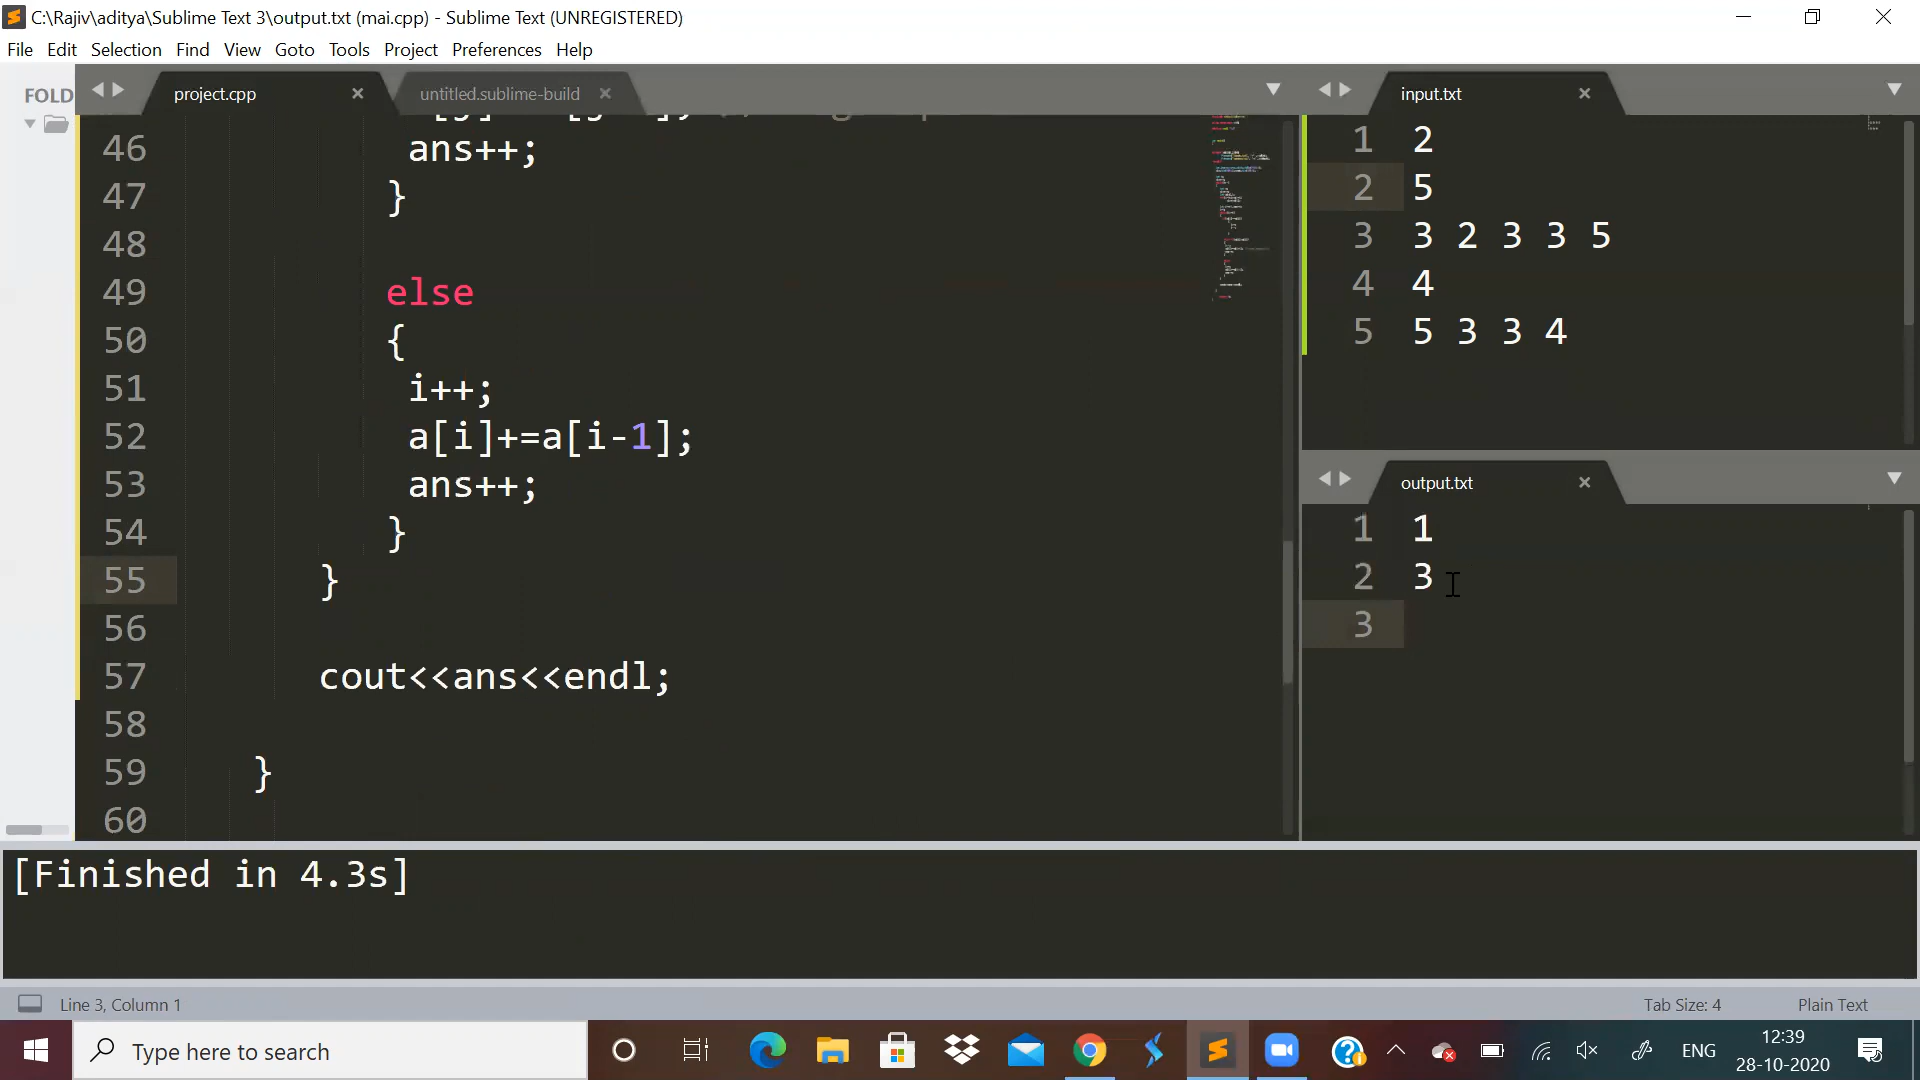 C:\Rajiv\aditya\Sublime Text 3\output.txt (mai.cpp) - Sublime Text (UNREGISTERED)
File Edit Selection Find View Goto Tools Project Preferences Help
FOLD
project.cpp
untitled.sublime-build
46 ans++;
47 }
48
49 else
50 {
51 i++;
52 a[i]+=a[i-1];
53 ans++;
54 }
55 }
56
57 cout<<ans<<endl;
58
59 }
60
input.txt
1 2
2 5
3 3 2 3 3 5
4 4
5 5 3 3 4
output.txt
1 1
2 3
3
[Finished in 4.3s]
Line 3, Column 1
Tab Size: 4
Plain Text
Type here to search
ENG
12:39
28-10-2020